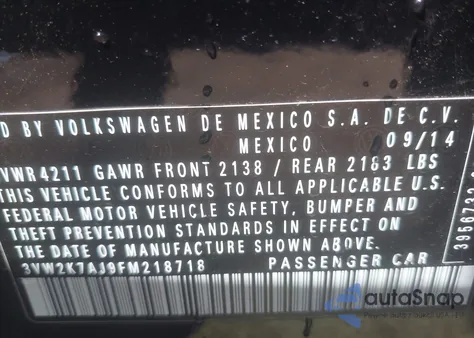 D BY VOLKSWAGEN DE MEXICO S.A. DE C.V.
MEXICO 09/14
VWR4211 GAWR FRONT 2138 / REAR 2183 LBS
THIS VEHICLE CONFORMS TO ALL APPLICABLE U.S.
FEDERAL MOTOR VEHICLE SAFETY, BUMPER AND
THEFT PREVENTION STANDARDS IN EFFECT ON
THE DATE OF MANUFACTURE SHOWN ABOVE.
3VW2K7AJ9FM218718 PASSENGER CAR
autoSnap